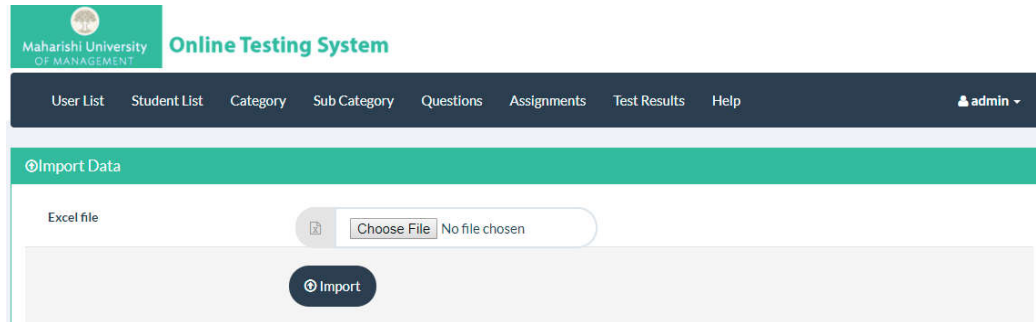 Maharishi University
OF MANAGEMENT
Online Testing System
User List Student List Category Sub Category Questions Assignments Test Results Help admin
Import Data
Excel file
Choose File No file chosen
Import